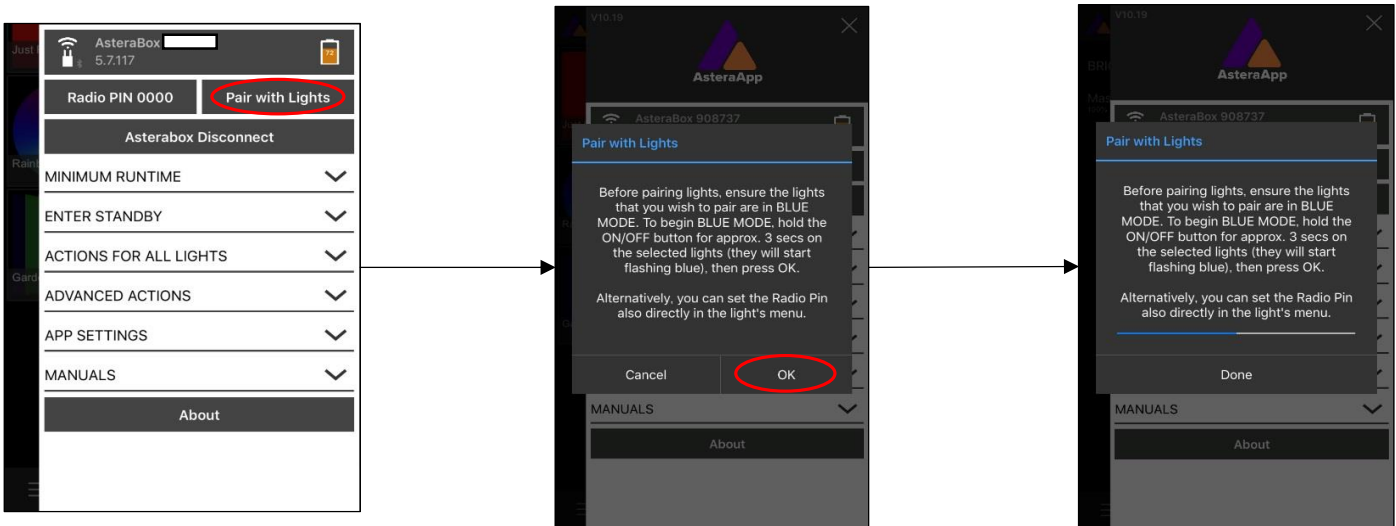 Just
AsteraBox
5.7.117
72
Radio PIN 0000
Pair with Lights
Asterabox Disconnect
MINIMUM RUNTIME
ENTER STANDBY
ACTIONS FOR ALL LIGHTS
ADVANCED ACTIONS
APP SETTINGS
MANUALS
About
Rain
Gard
V10.19
AsteraApp
AsteraBox 908737
Pair with Lights
Before pairing lights, ensure the lights
that you wish to pair are in BLUE
MODE. To begin BLUE MODE, hold the
ON/OFF button for approx. 3 secs on
the selected lights (they will start
flashing blue), then press OK.
Alternatively, you can set the Radio Pin
also directly in the light's menu.
Cancel
OK
MANUALS
About
V10.19
AsteraApp
BRI
Mas
AsteraBox 908737
Pair with Lights
Before pairing lights, ensure the lights
that you wish to pair are in BLUE
MODE. To begin BLUE MODE, hold the
ON/OFF button for approx. 3 secs on
the selected lights (they will start
flashing blue), then press OK.
Alternatively, you can set the Radio Pin
also directly in the light's menu.
Done
MANUALS
About